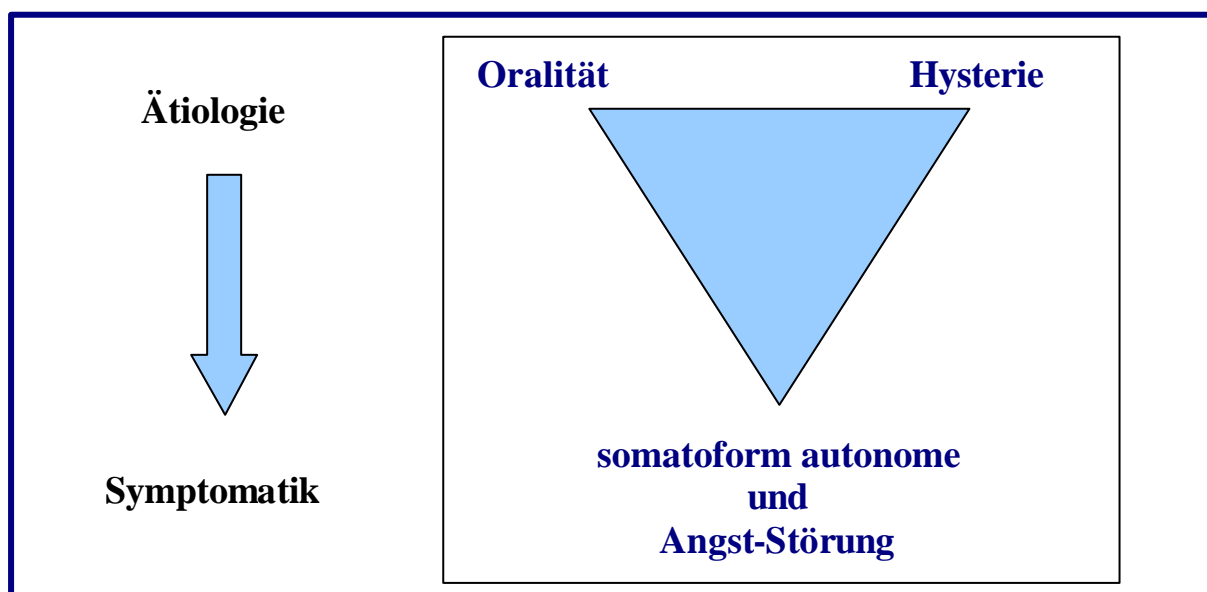 Oralität Hysterie
Ätiologie
somatoform autonome
Symptomatik
und
Angst-Störung